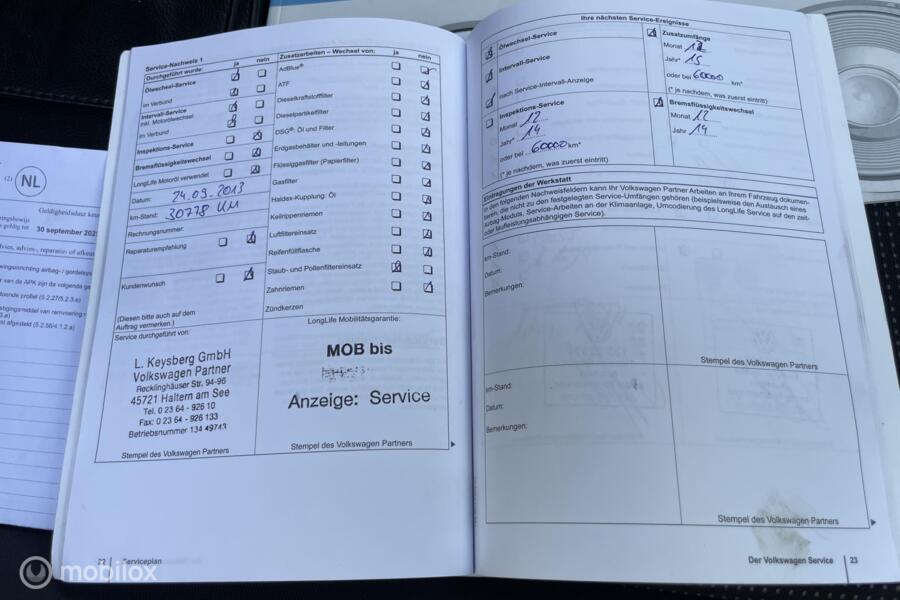 (2) NL
Geldigheidsduur
30 september
Service-Nachweis 1
ja nein
Durchgeführt wurde:
Ölwechsel-Service
im Verbund
Intervall-Service
inkl. Motorölwechsel
im Verbund
Inspektions-Service
Bremsflüssigkeitswechsel
LongLife Motoröl verwendet
Datum: 24.09.2013
km-Stand: 30778 KM
Rechnungsnummer:
Reparaturempfehlung
Kundenwunsch
(Diesen bitte auch auf dem
Auftrag vermerken.)
Service durchgeführt von:
L. Keysberg GmbH
Volkswagen Partner
Recklinghäuser Str. 94-96
45721 Haltern am See
Tel. 0 23 64 - 926 10
Fax: 0 23 64 - 926 133
Betriebsnummer 134 49743
Stempel des Volkswagen Partners
Zusatzarbeiten – Wechsel von: ja nein
AdBlue®
ATF
Dieselkraftstofffilter
Dieselpartikelfilter
DSG®: Öl und Filter
Erdgasbehälter und -leitungen
Flüssiggasfilter (Papierfilter)
Gasfilter
Haldex-Kupplung: Öl
Keilrippenriemen
Luftfiltereinsatz
Reifenfüllflasche
Staub- und Pollenfiltereinsatz
Zahnriemen
Zündkerzen
LongLife Mobilitätsgarantie:
MOB bis
Anzeige: Service
Stempel des Volkswagen Partners
Serviceplan
Ihre nächsten Service-Ereignisse
Ölwechsel-Service
Intervall-Service
nach Service-Intervall-Anzeige
Inspektions-Service
Monat 12
Jahr* 14
oder bei 60000 km*
(* je nachdem, was zuerst eintritt)
Zusatzumfänge
Monat 12
Jahr* 15
oder bei 60000 km*
(* je nachdem, was zuerst eintritt)
Bremsflüssigkeitswechsel
Monat 12
Jahr 14
Eintragungen der Werkstatt
In den folgenden Nachweisfeldern kann Ihr Volkswagen Partner Arbeiten an Ihrem Fahrzeug dokumen-
tieren, die nicht zu den festgelegten Service-Umfängen gehören (beispielsweise den Austausch eines
Airbag-Moduls, Service-Arbeiten an der Klimaanlage, Umcodierung des LongLife Service auf den zeit-
oder laufleistungsabhängigen Service).
km-Stand:
Datum:
Bemerkungen:
Stempel des Volkswagen Partners
km-Stand:
Datum:
Bemerkungen:
Stempel des Volkswagen Partners
Der Volkswagen Service 23
mobilox